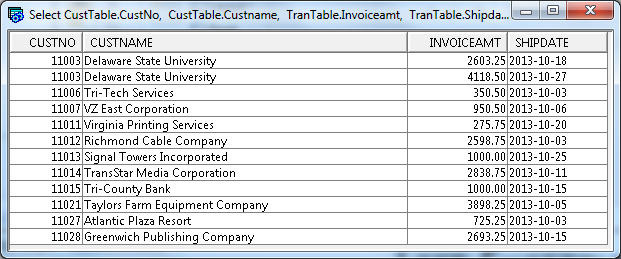 Select CustTable.CustNo, CustTable.Custname, TranTable.Invoiceamt, TranTable.Shipda...
CUSTNO CUSTNAME INVOICEAMT SHIPDATE
11003 Delaware State University 2603.25 2013-10-18
11003 Delaware State University 4118.50 2013-10-27
11006 Tri-Tech Services 350.50 2013-10-03
11007 VZ East Corporation 950.50 2013-10-06
11011 Virginia Printing Services 275.75 2013-10-20
11012 Richmond Cable Company 2598.75 2013-10-03
11013 Signal Towers Incorporated 1000.00 2013-10-25
11014 TransStar Media Corporation 2838.75 2013-10-11
11015 Tri-County Bank 1000.00 2013-10-15
11021 Taylors Farm Equipment Company 3898.25 2013-10-05
11027 Atlantic Plaza Resort 725.25 2013-10-03
11028 Greenwich Publishing Company 2693.25 2013-10-15